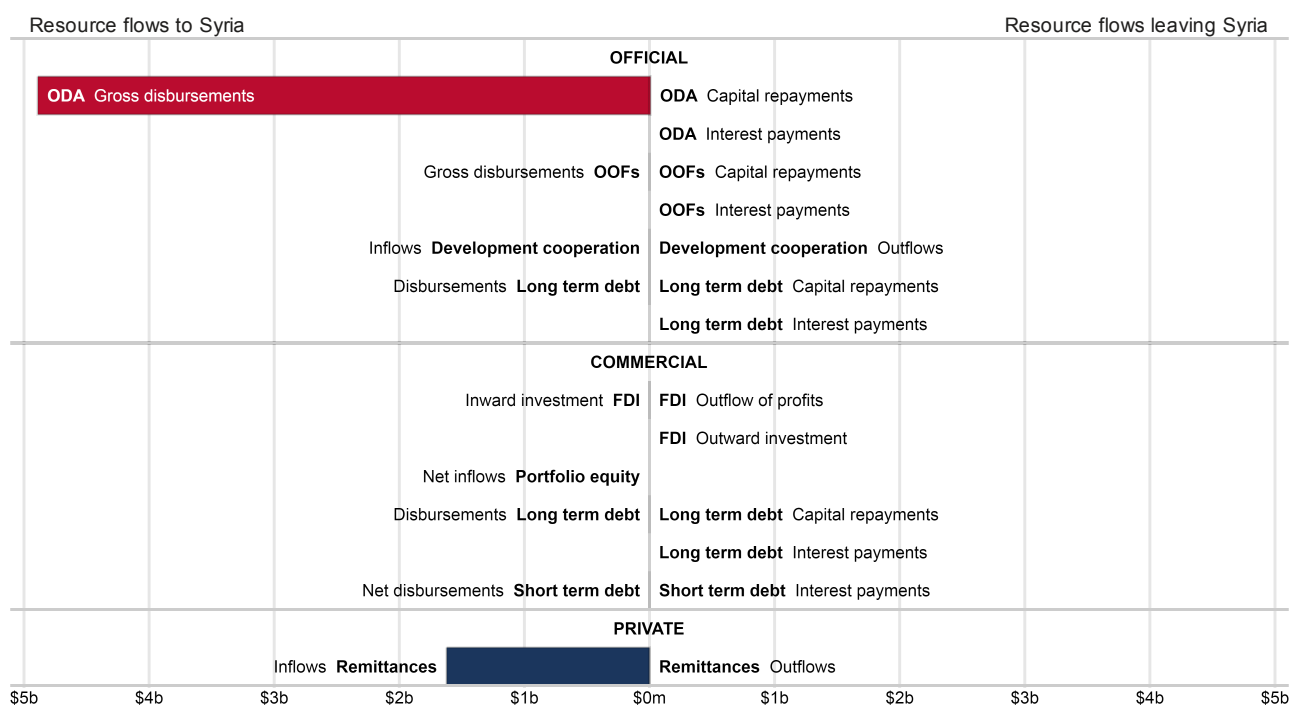 Resource flows to Syria Resource flows leaving Syria
OFFICIAL
ODA Gross disbursements ODA Capital repayments
ODA Interest payments
Gross disbursements OOFs OOFs Capital repayments
OOFs Interest payments
Inflows Development cooperation Development cooperation Outflows
Disbursements Long term debt Long term debt Capital repayments
Long term debt Interest payments
COMMERCIAL
Inward investment FDI FDI Outflow of profits
FDI Outward investment
Net inflows Portfolio equity
Disbursements Long term debt Long term debt Capital repayments
Long term debt Interest payments
Net disbursements Short term debt Short term debt Interest payments
PRIVATE
Inflows Remittances Remittances Outflows
$5b $4b $3b $2b $1b $0m $1b $2b $3b $4b $5b